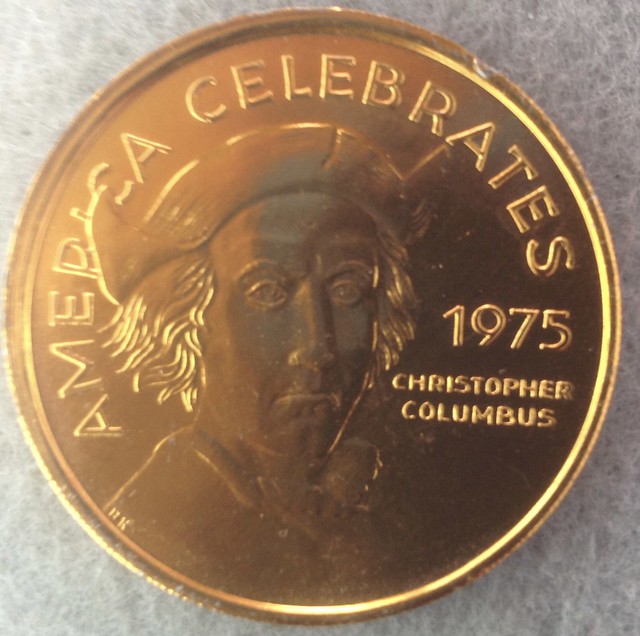 AMERICA CELEBRATES
1975
CHRISTOPHER
COLUMBUS